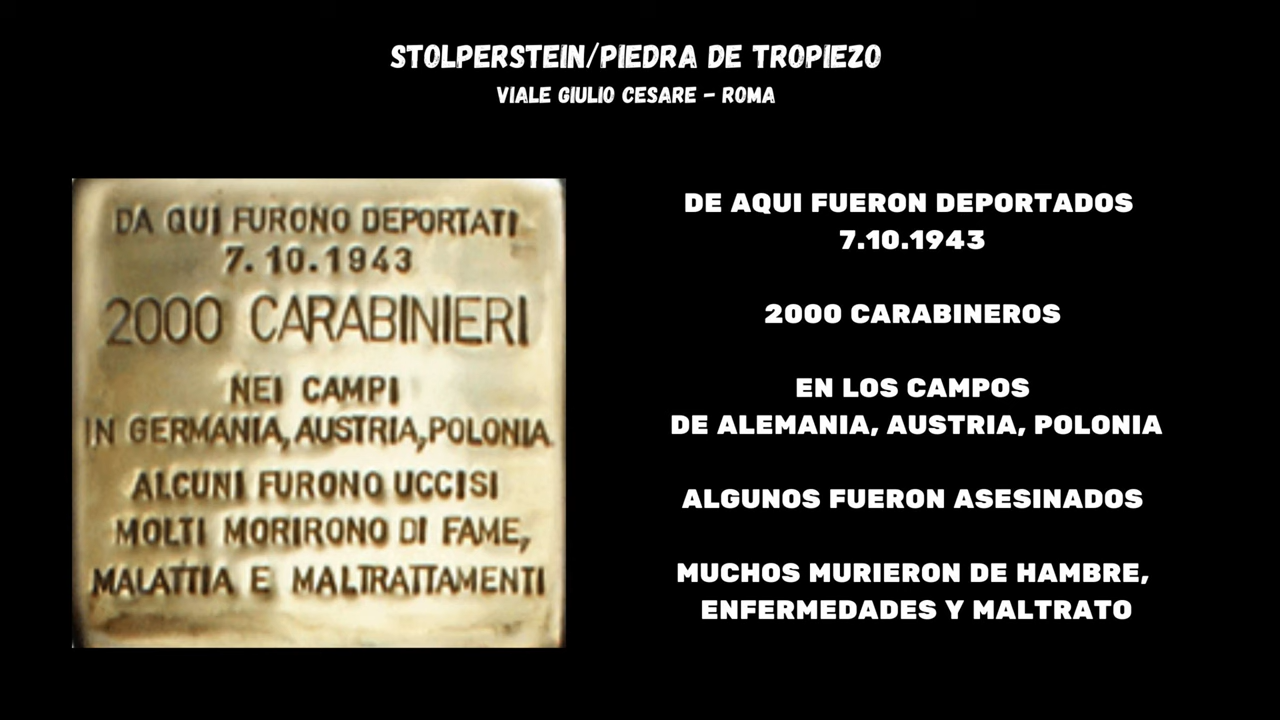 STOLPERSTEIN/PIEDRA DE TROPIEZO
VIALE GIULIO CESARE - ROMA
DA QUI FURONO DEPORTATI
7.10.1943
2000 CARABINIERI
NEI CAMPI
IN GERMANIA, AUSTRIA, POLONIA
ALCUNI FURONO UCCISI
MOLTI MORIRONO DI FAME,
MALATTIA E MALTRATTAMENTI
DE AQUI FUERON DEPORTADOS
7.10.1943
2000 CARABINEROS
EN LOS CAMPOS
DE ALEMANIA, AUSTRIA, POLONIA
ALGUNOS FUERON ASESINADOS
MUCHOS MURIERON DE HAMBRE,
ENFERMEDADES Y MALTRATO